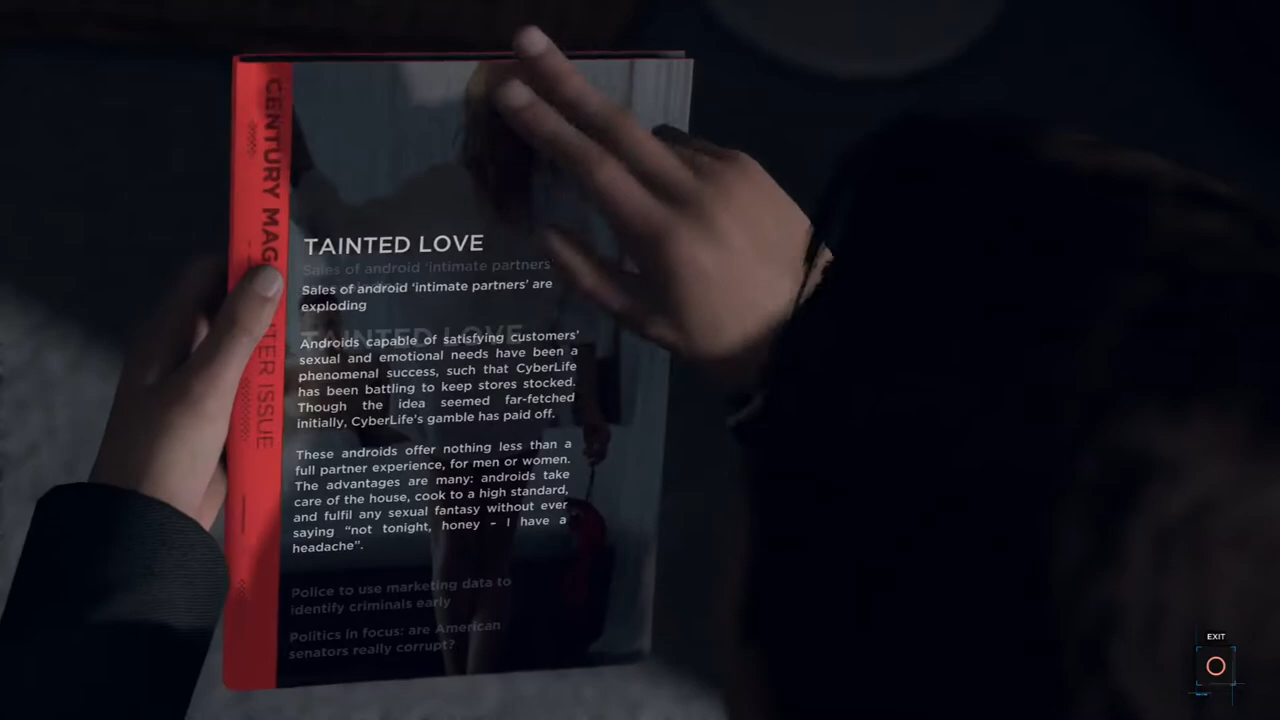 CENTURY MAG
TER ISSUE
TAINTED LOVE
Sales of android ‘intimate partners’
Sales of android ‘intimate partners’ are
exploding
TAINTED LOVE
Androids capable of satisfying customers’
sexual and emotional needs have been a
phenomenal success, such that CyberLife
has been battling to keep stores stocked.
Though the idea seemed far-fetched
initially, CyberLife’s gamble has paid off.
These androids offer nothing less than a
full partner experience, for men or women.
The advantages are many: androids take
care of the house, cook to a high standard,
and fulfil any sexual fantasy without ever
saying “not tonight, honey – I have a
headache”.
Police to use marketing data to
identify criminals early
Politics in focus: are American
senators really corrupt?
EXIT